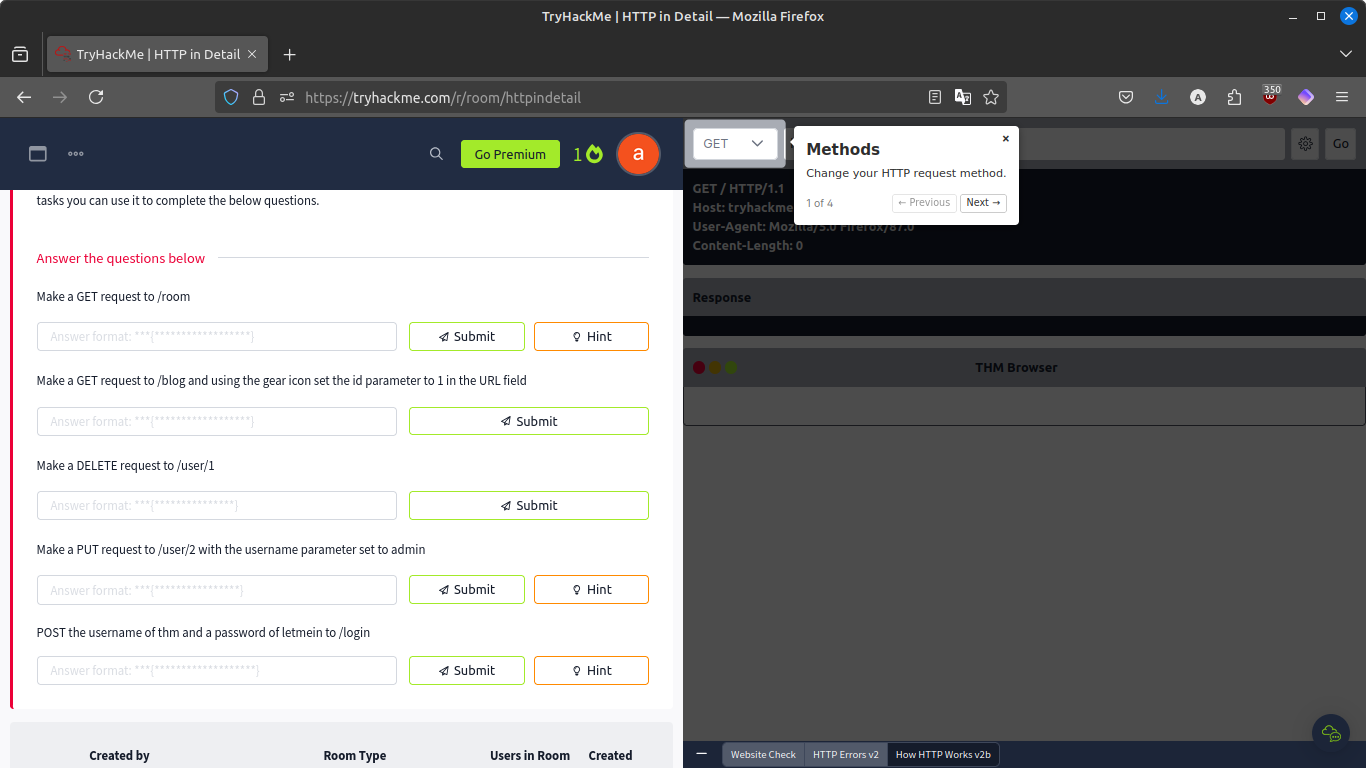 TryHackMe | HTTP in Detail — Mozilla Firefox
TryHackMe | HTTP in Detail
https://tryhackme.com/r/room/httpindetail
A
350
Go Premium
1
a
tasks you can use it to complete the below questions.
Answer the questions below
Make a GET request to /room
Answer format: ***{******************}
Submit
Hint
Make a GET request to /blog and using the gear icon set the id parameter to 1 in the URL field
Answer format: ***{******************}
Submit
Make a DELETE request to /user/1
Answer format: ***{***************}
Submit
Make a PUT request to /user/2 with the username parameter set to admin
Answer format: ***{****************}
Submit
Hint
POST the username of thm and a password of letmein to /login
Answer format: ***{*******************}
Submit
Hint
Created by
Room Type
Users in Room
Created
GET
Go
Methods
Change your HTTP request method.
1 of 4
← Previous
Next →
GET / HTTP/1.1
Host: tryhackme
User-Agent: Mozilla/5.0 Firefox/87.0
Content-Length: 0
Response
THM Browser
Website Check
HTTP Errors v2
How HTTP Works v2b